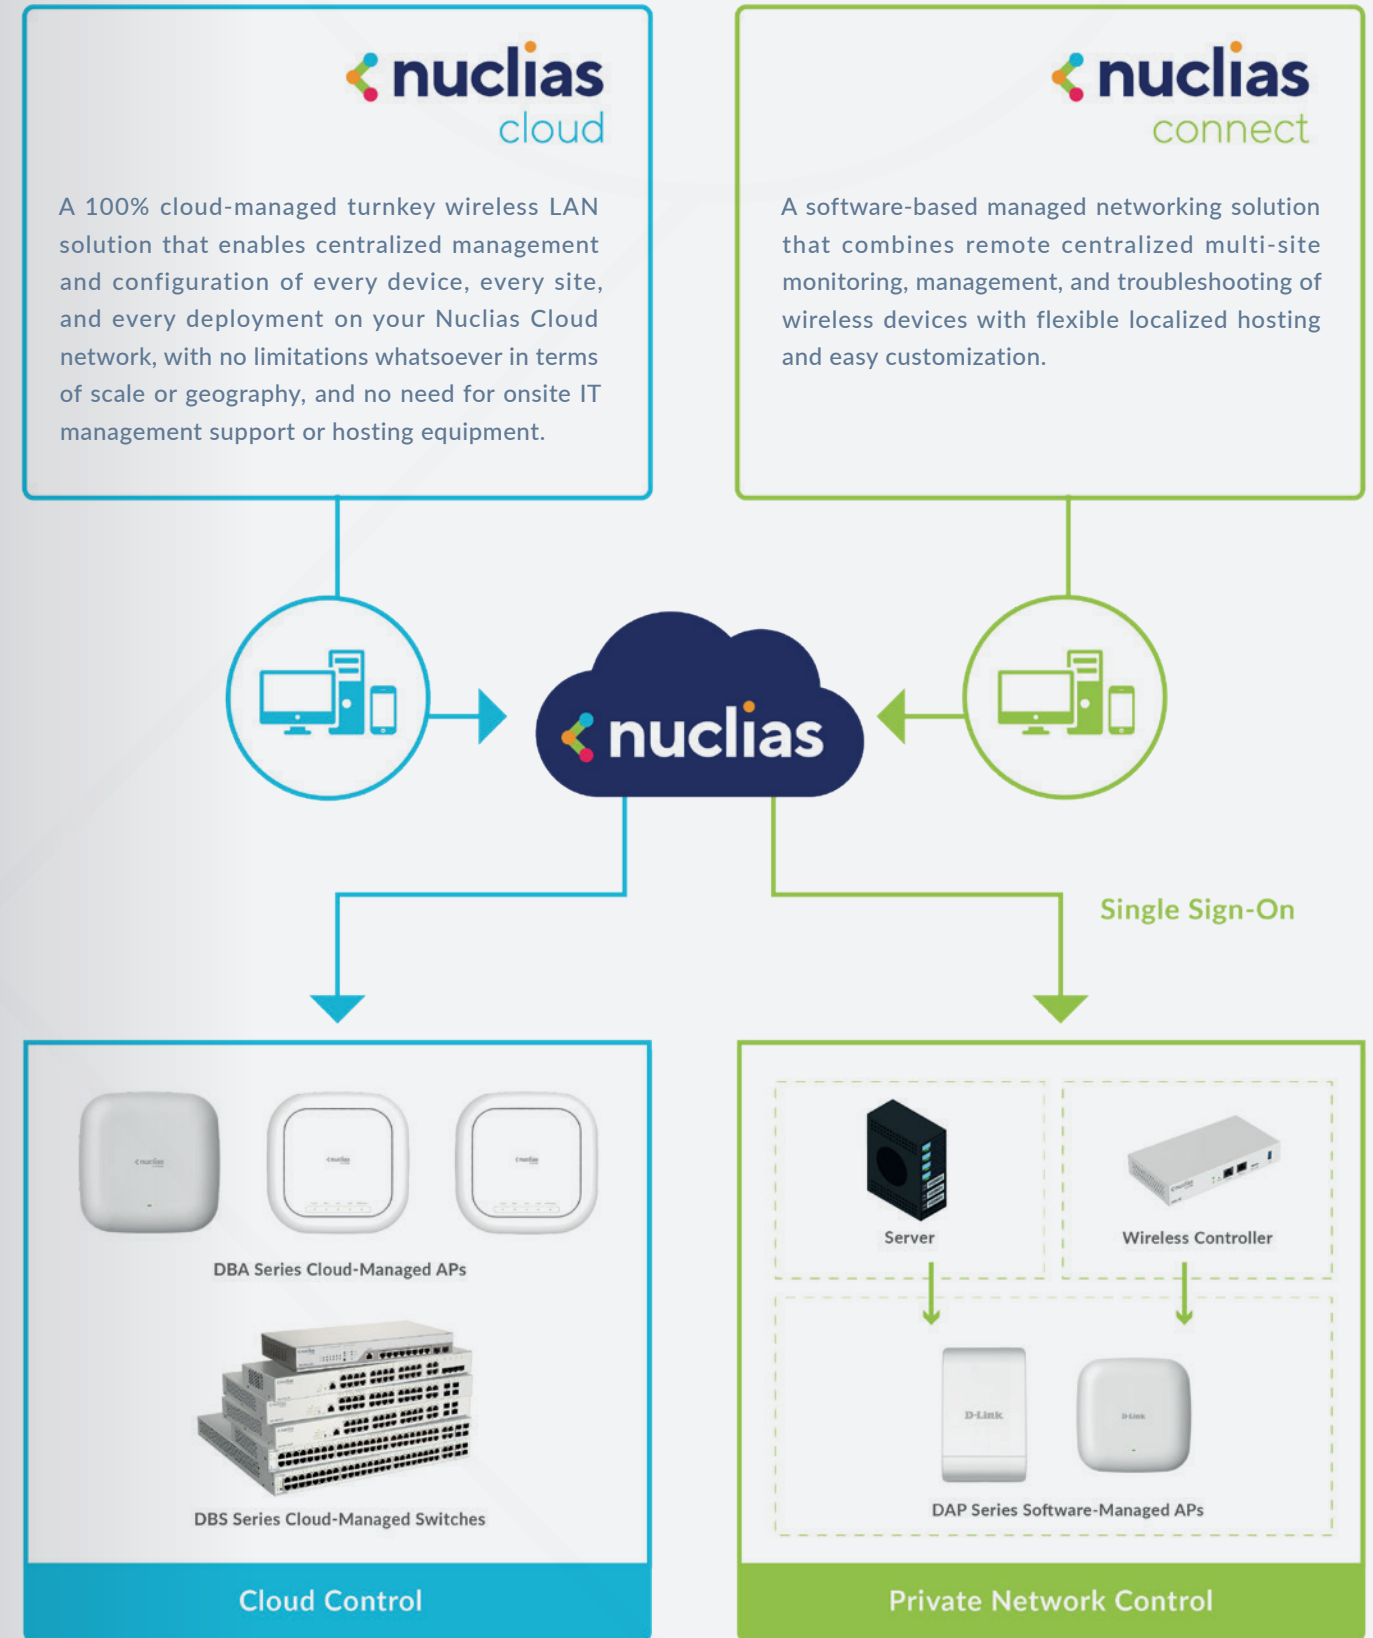 nuclias
cloud
A 100% cloud-managed turnkey wireless LAN
solution that enables centralized management
and configuration of every device, every site,
and every deployment on your Nuclias Cloud
network, with no limitations whatsoever in terms
of scale or geography, and no need for onsite IT
management support or hosting equipment.
nuclias
connect
A software-based managed networking solution
that combines remote centralized multi-site
monitoring, management, and troubleshooting of
wireless devices with flexible localized hosting
and easy customization.
nuclias
Single Sign-On
nuclias
nuclias
nuclias
DBA Series Cloud-Managed APs
DBS Series Cloud-Managed Switches
Cloud Control
Server
nuclias
Wireless Controller
D-Link
D-Link
DAP Series Software-Managed APs
Private Network Control